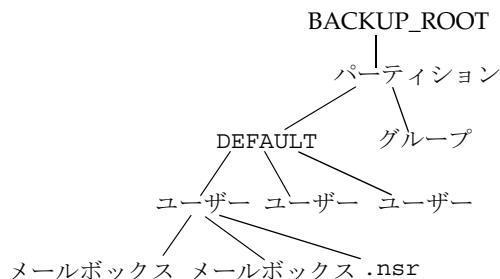 BACKUP_ROOT
パーティション
DEFAULT グループ
ユーザー ユーザー ユーザー
メールボックス メールボックス .nsr